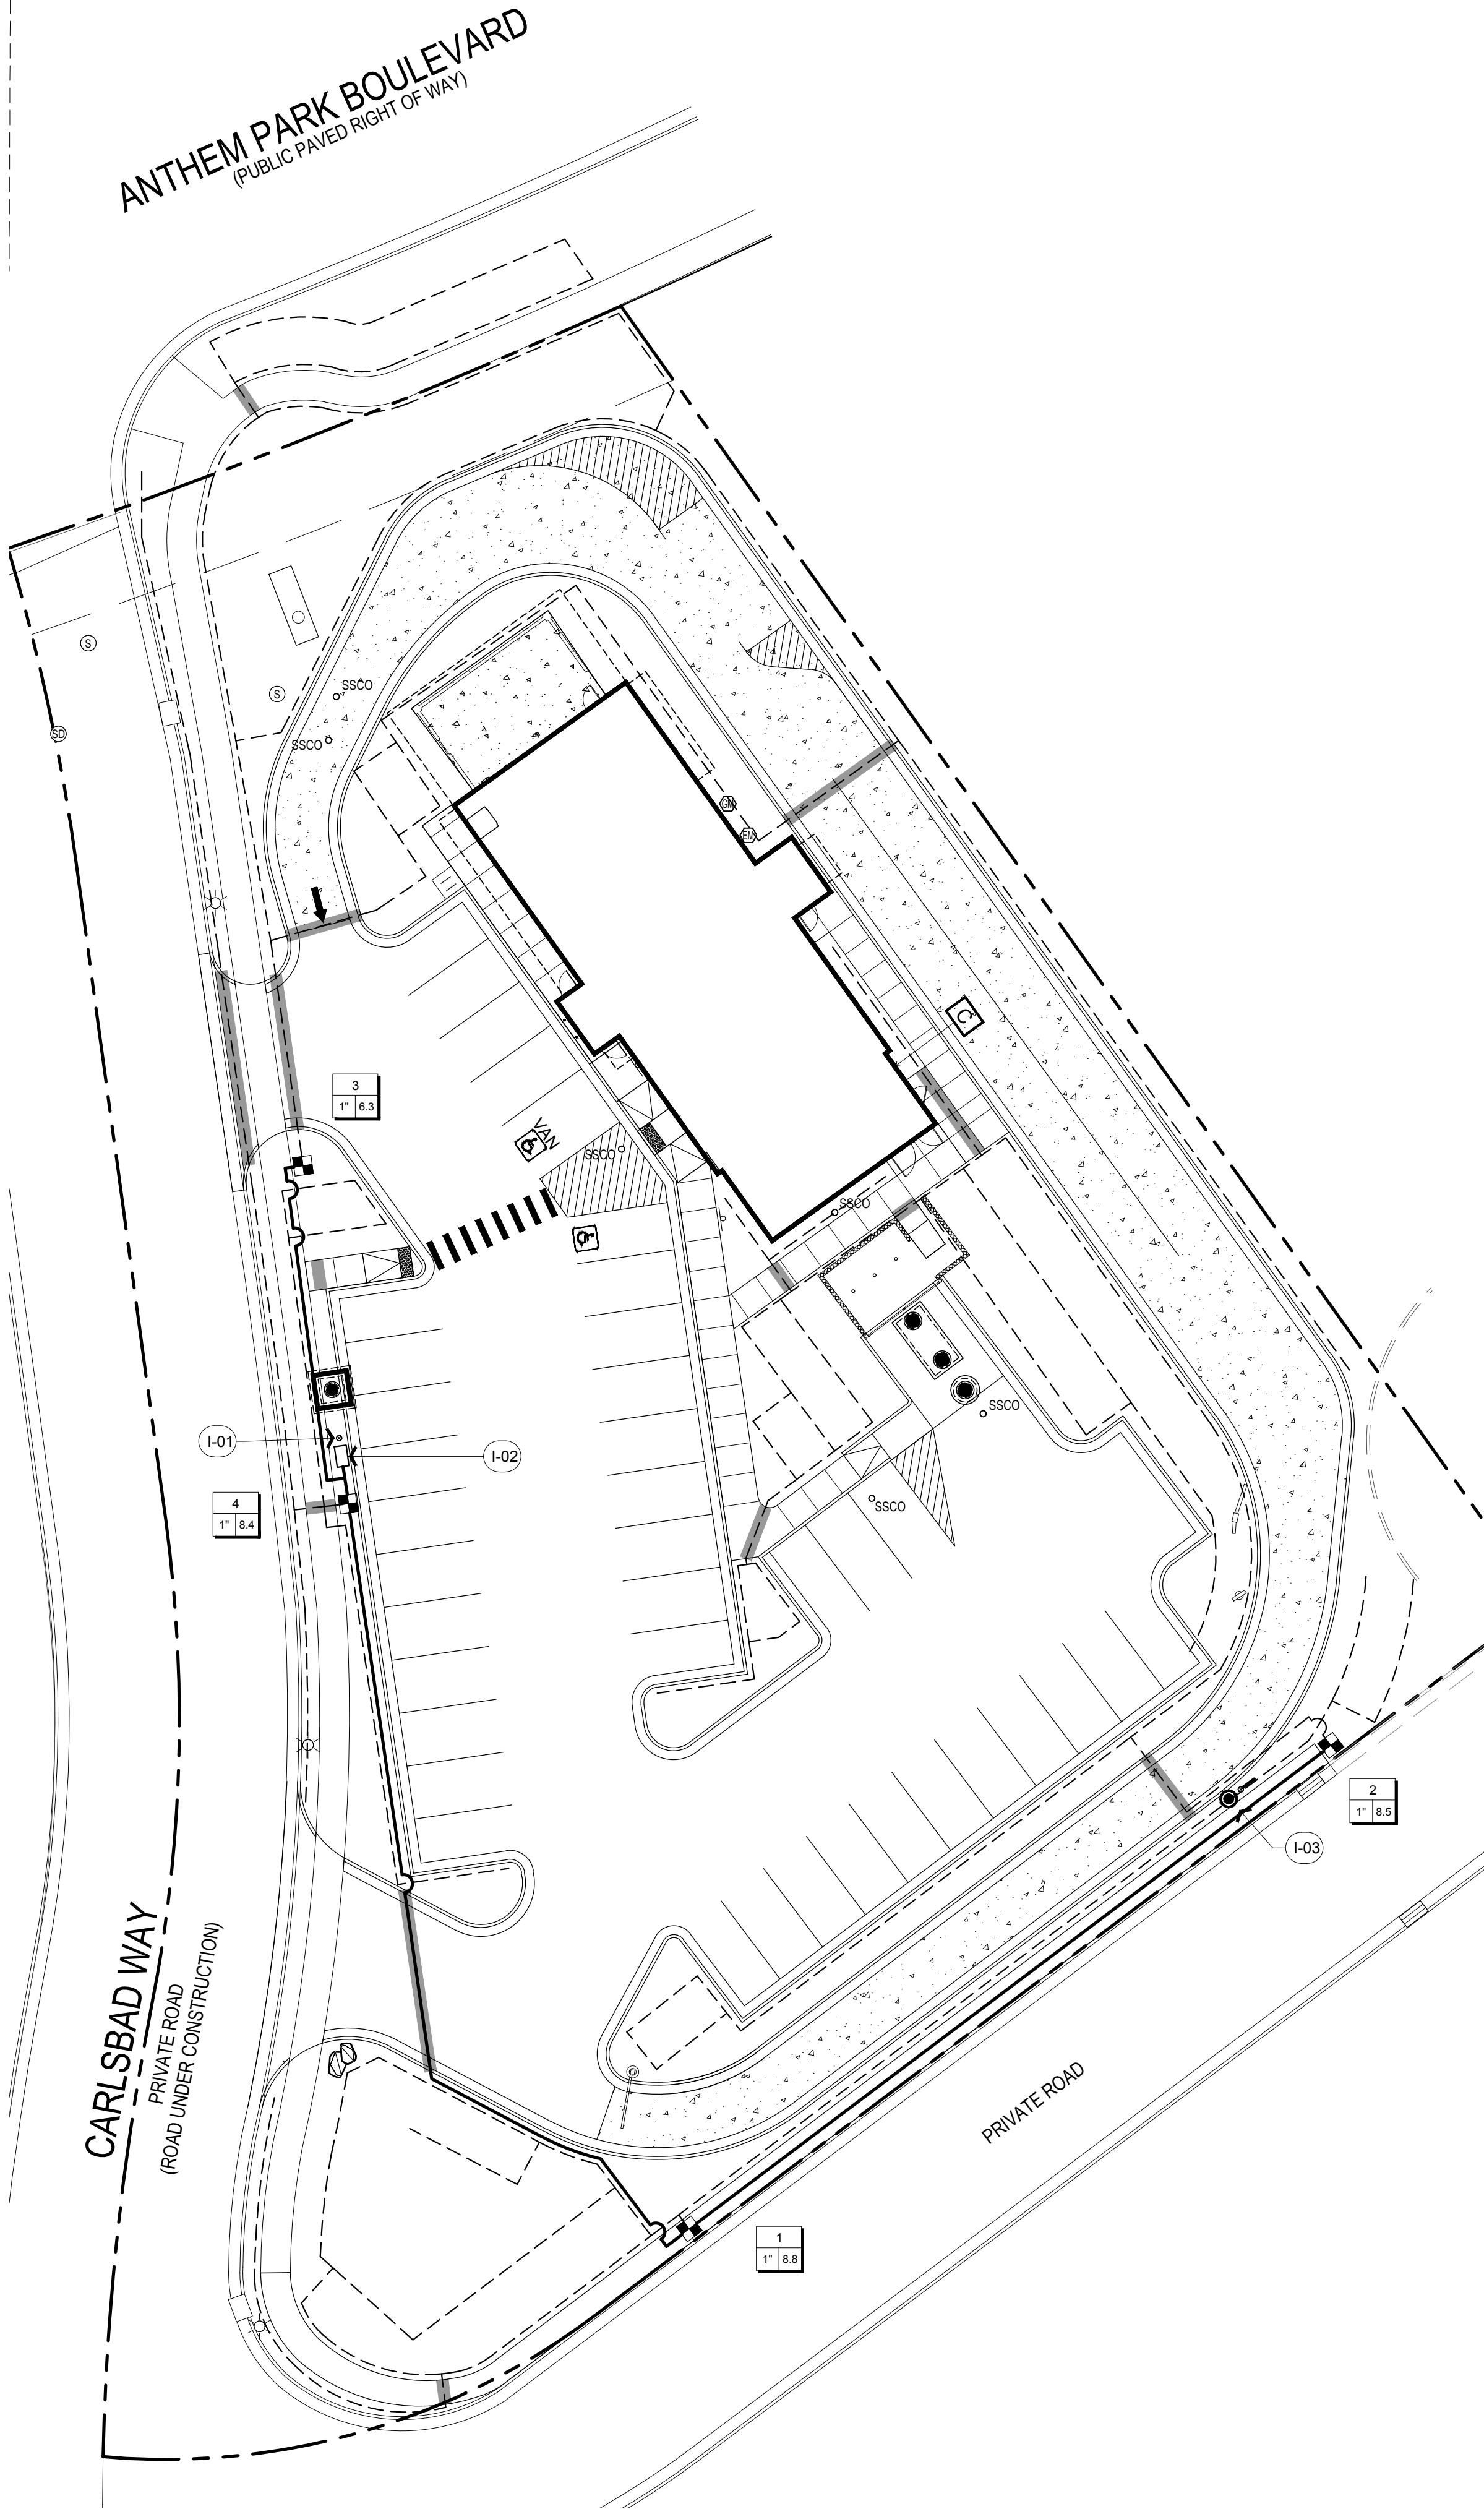 ANTHEM PARK BOULEVARD
(PUBLIC PAVED RIGHT OF WAY)
S
S
SSCO
SD
SSCO
GM
EM
C
3
1" 6.3
VAN
SSCO
SSCO
I-01
I-02
SSCO
4
1" 8.4
SSCO
2
1" 8.5
I-03
CARLSBAD WAY
PRIVATE ROAD
(ROAD UNDER CONSTRUCTION)
PRIVATE ROAD
1
1" 8.8